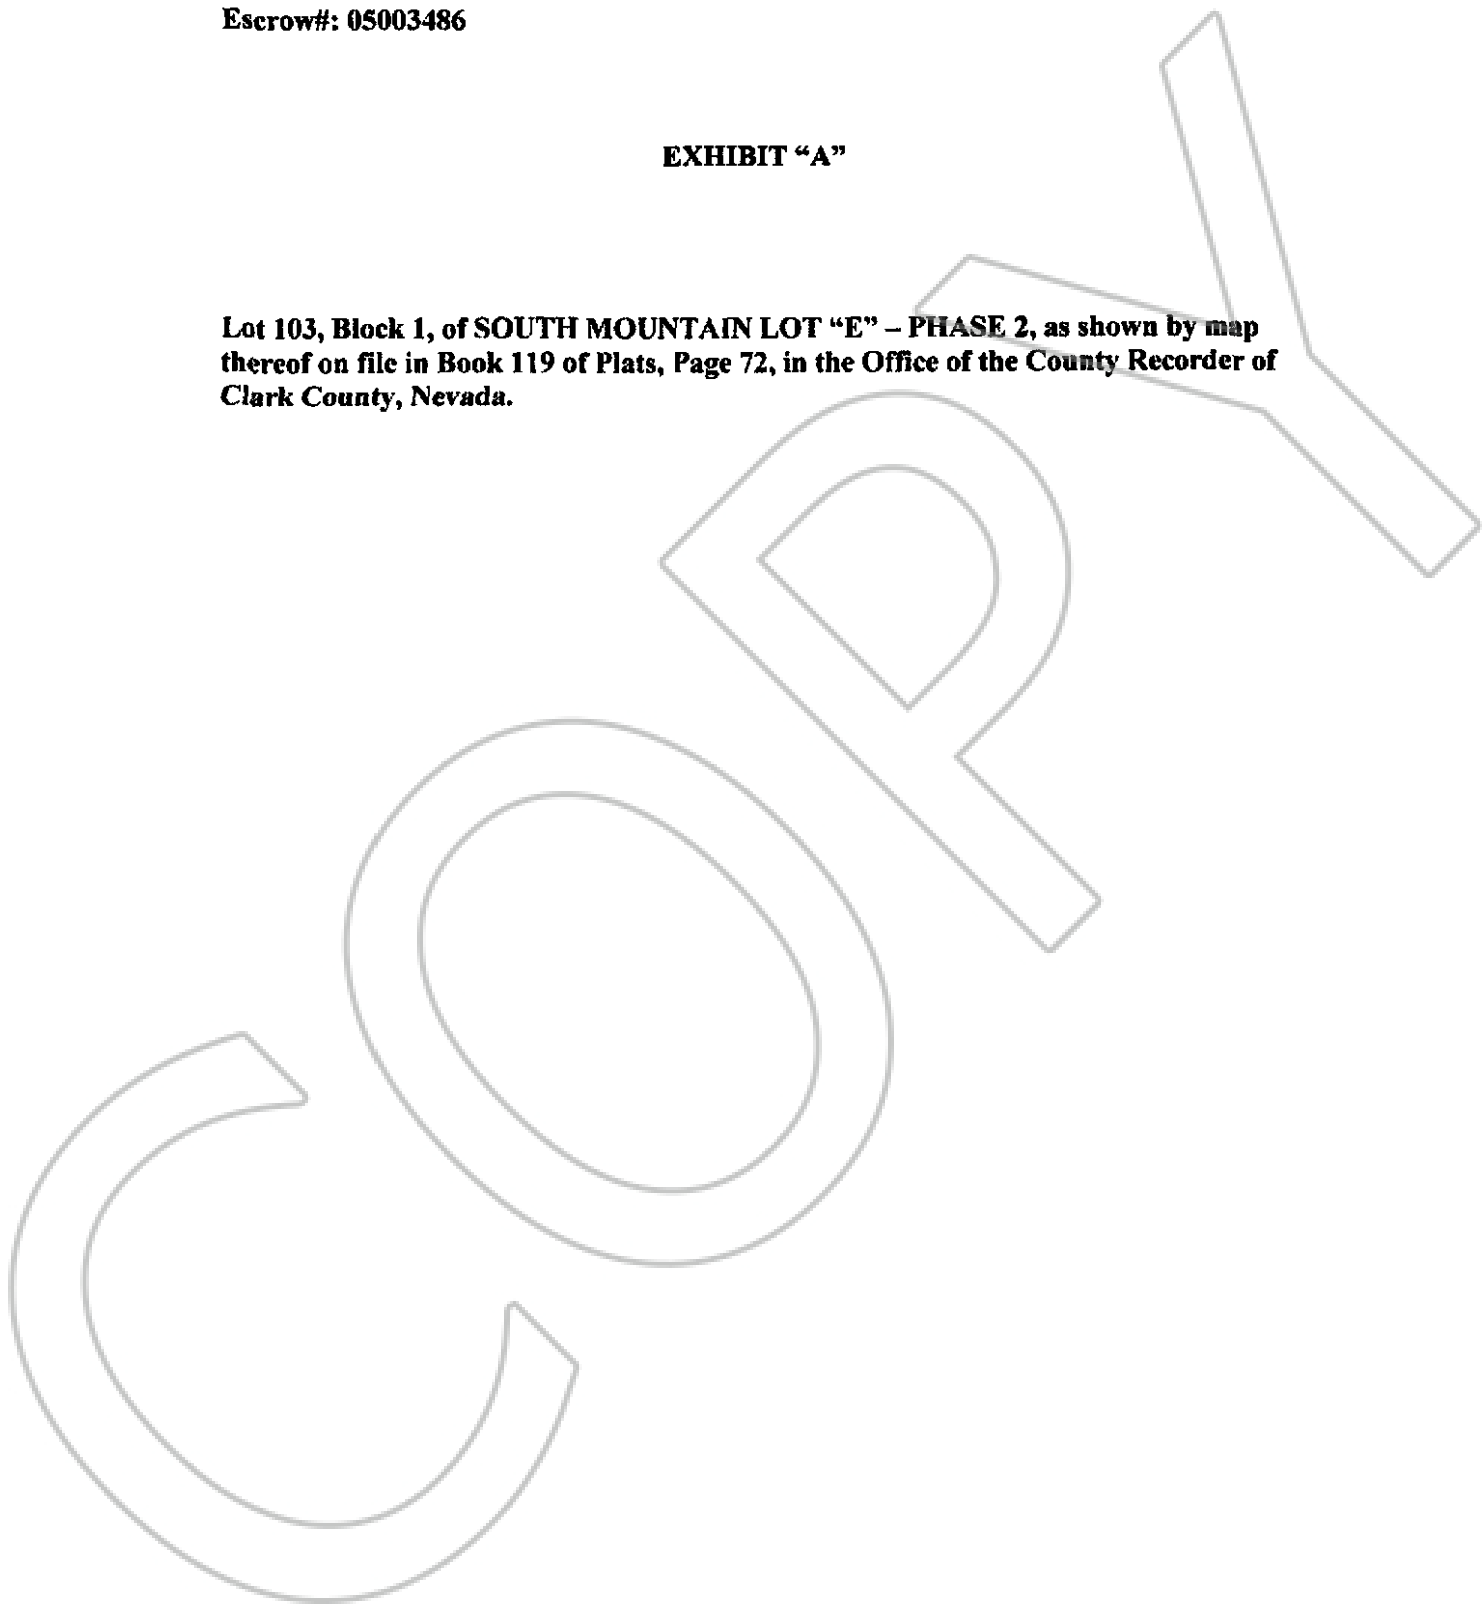 Escrow#: 05003486
EXHIBIT “A”
Lot 103, Block 1, of SOUTH MOUNTAIN LOT “E” – PHASE 2, as shown by map
thereof on file in Book 119 of Plats, Page 72, in the Office of the County Recorder of
Clark County, Nevada.
COPY